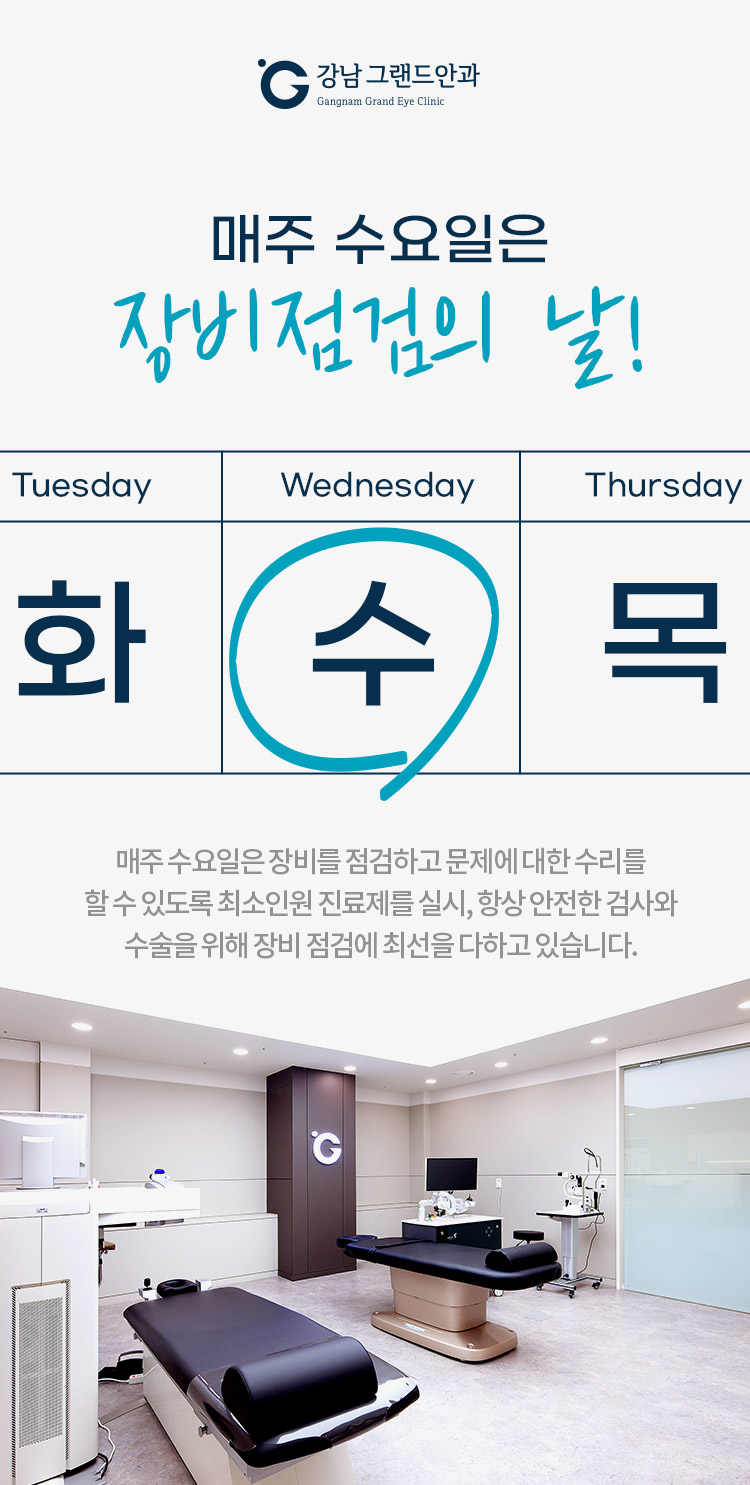 강남 그랜드안과
Gangnam Grand Eye Clinic
매주 수요일은
장비점검의 날!
Tuesday Wednesday Thursday
화 수 목
매주 수요일은 장비를 점검하고 문제에 대한 수리를
할 수 있도록 최소인원 진료제를 실시, 항상 안전한 검사와
수술을 위해 장비 점검에 최선을 다하고 있습니다.
G